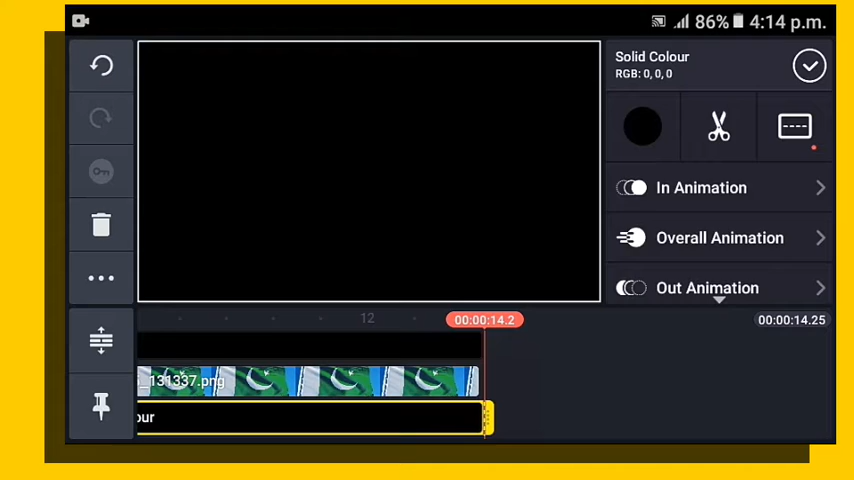 86% 4:14 p.m.
Solid Colour
RGB: 0, 0, 0
In Animation
Overall Animation
Out Animation
12
00:00:14.2
00:00:14.25
_131337.png
our